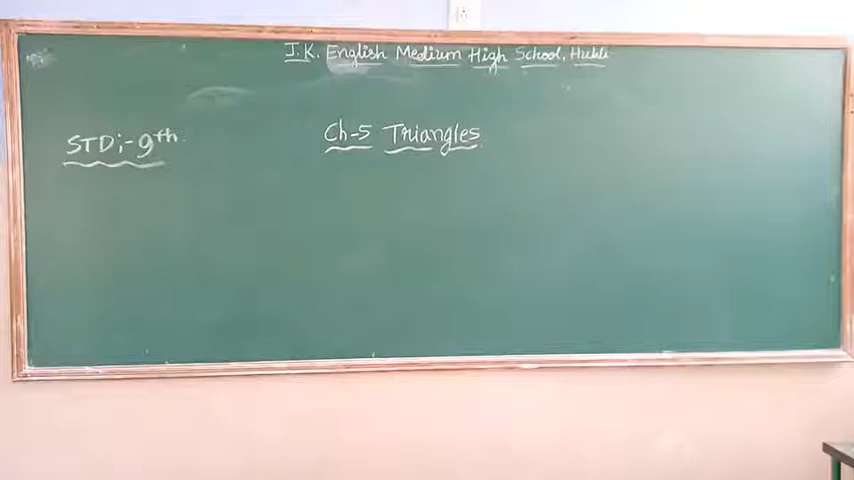 J.K. English Medium High School, Hubli
STD:- 9th.
Ch-5 Triangles.